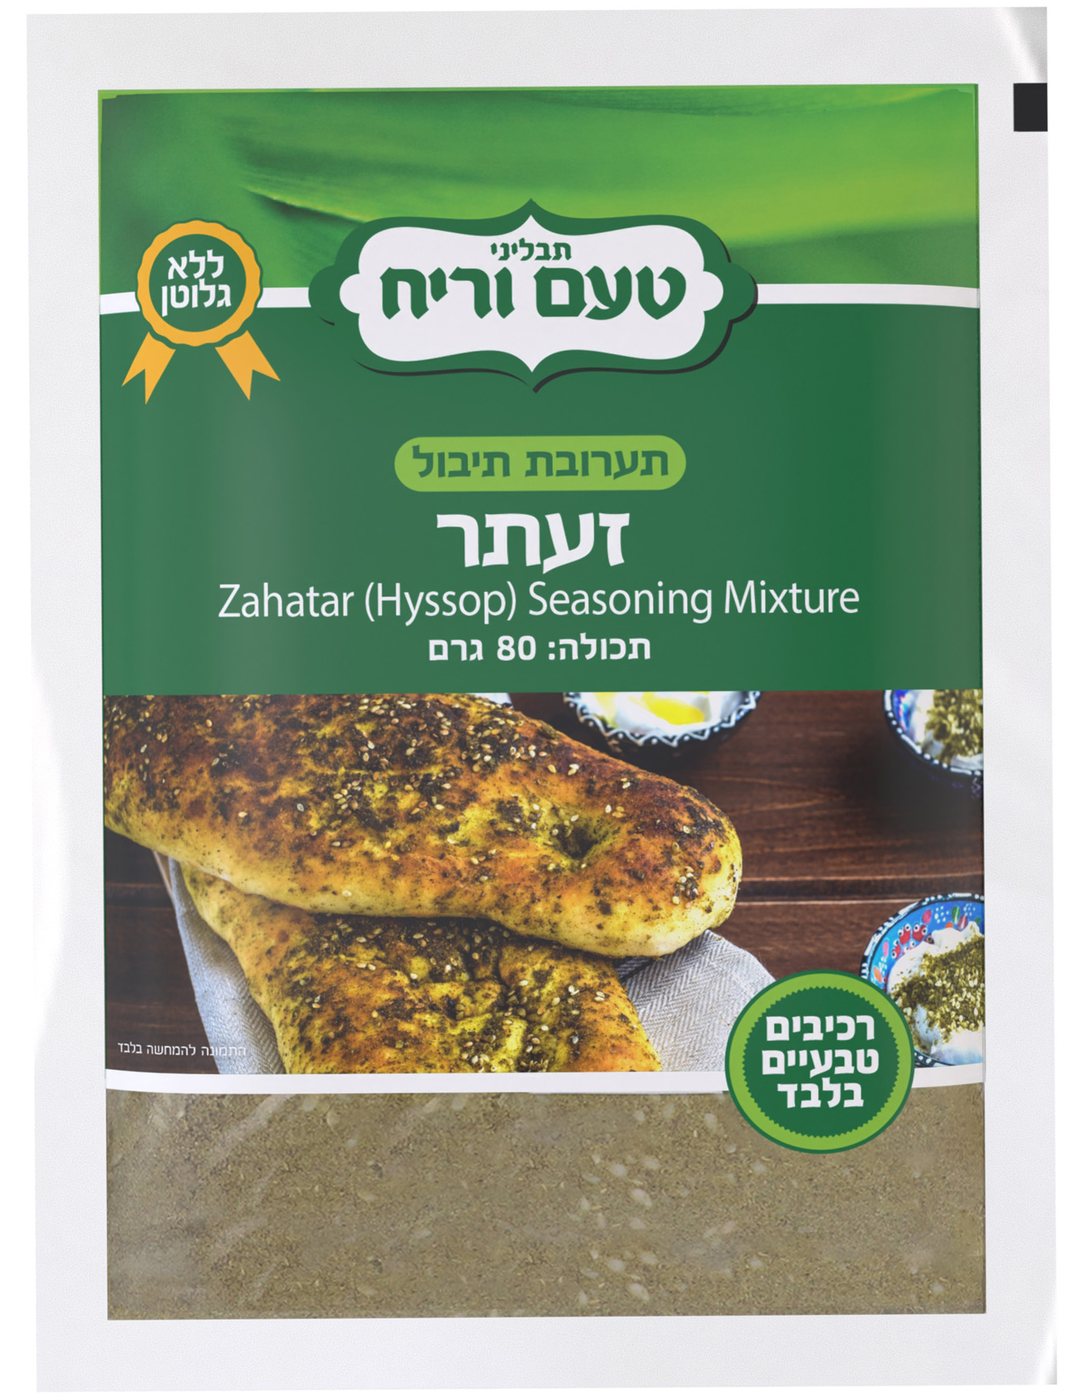 ללא
גלוטן
תבליני
טעם וריח
תערובת תיבול
זעתר
Zahatar (Hyssop) Seasoning Mixture
תכולה: 80 גרם
התמונה להמחשה בלבד
רכיבים
טבעיים
בלבד